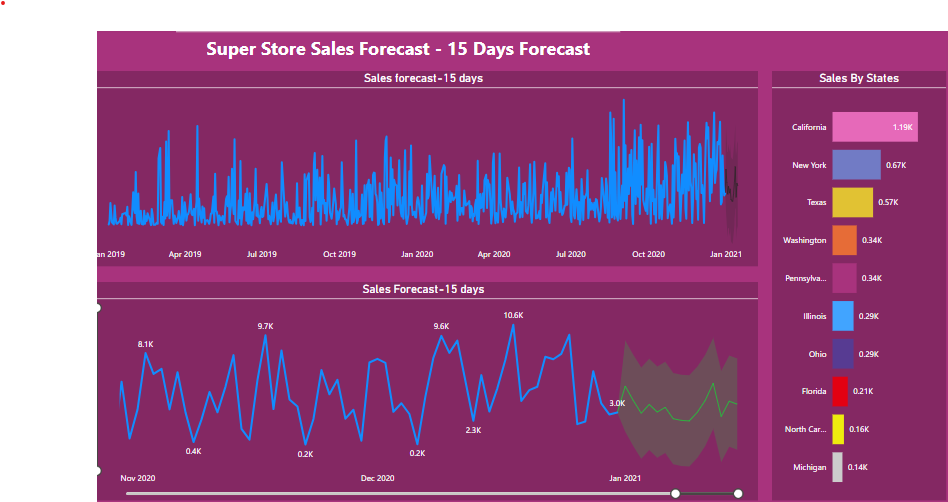 Super Store Sales Forecast - 15 Days Forecast
Sales forecast-15 days
an 2019 Apr 2019 Jul 2019 Oct 2019 Jan 2020 Apr 2020 Jul 2020 Oct 2020 Jan 2021
Sales Forecast-15 days
8.1K 9.7K 9.6K 10.6K
0.4K 0.2K 0.2K 2.3K 3.0K
Nov 2020 Dec 2020 Jan 2021
Sales By States
California 1.19K
New York 0.67K
Texas 0.57K
Washington 0.34K
Pennsylva... 0.34K
Illinois 0.29K
Ohio 0.29K
Florida 0.21K
North Car... 0.16K
Michigan 0.14K